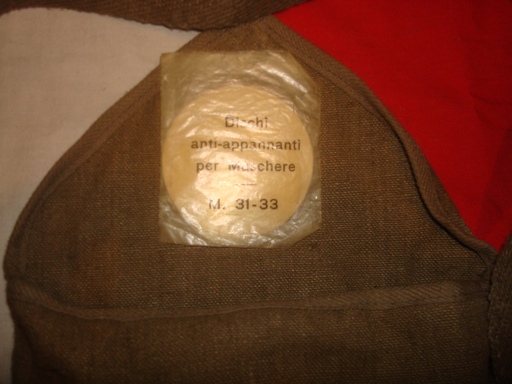 Dischi
anti-appannanti
per Maschere
M. 31-33